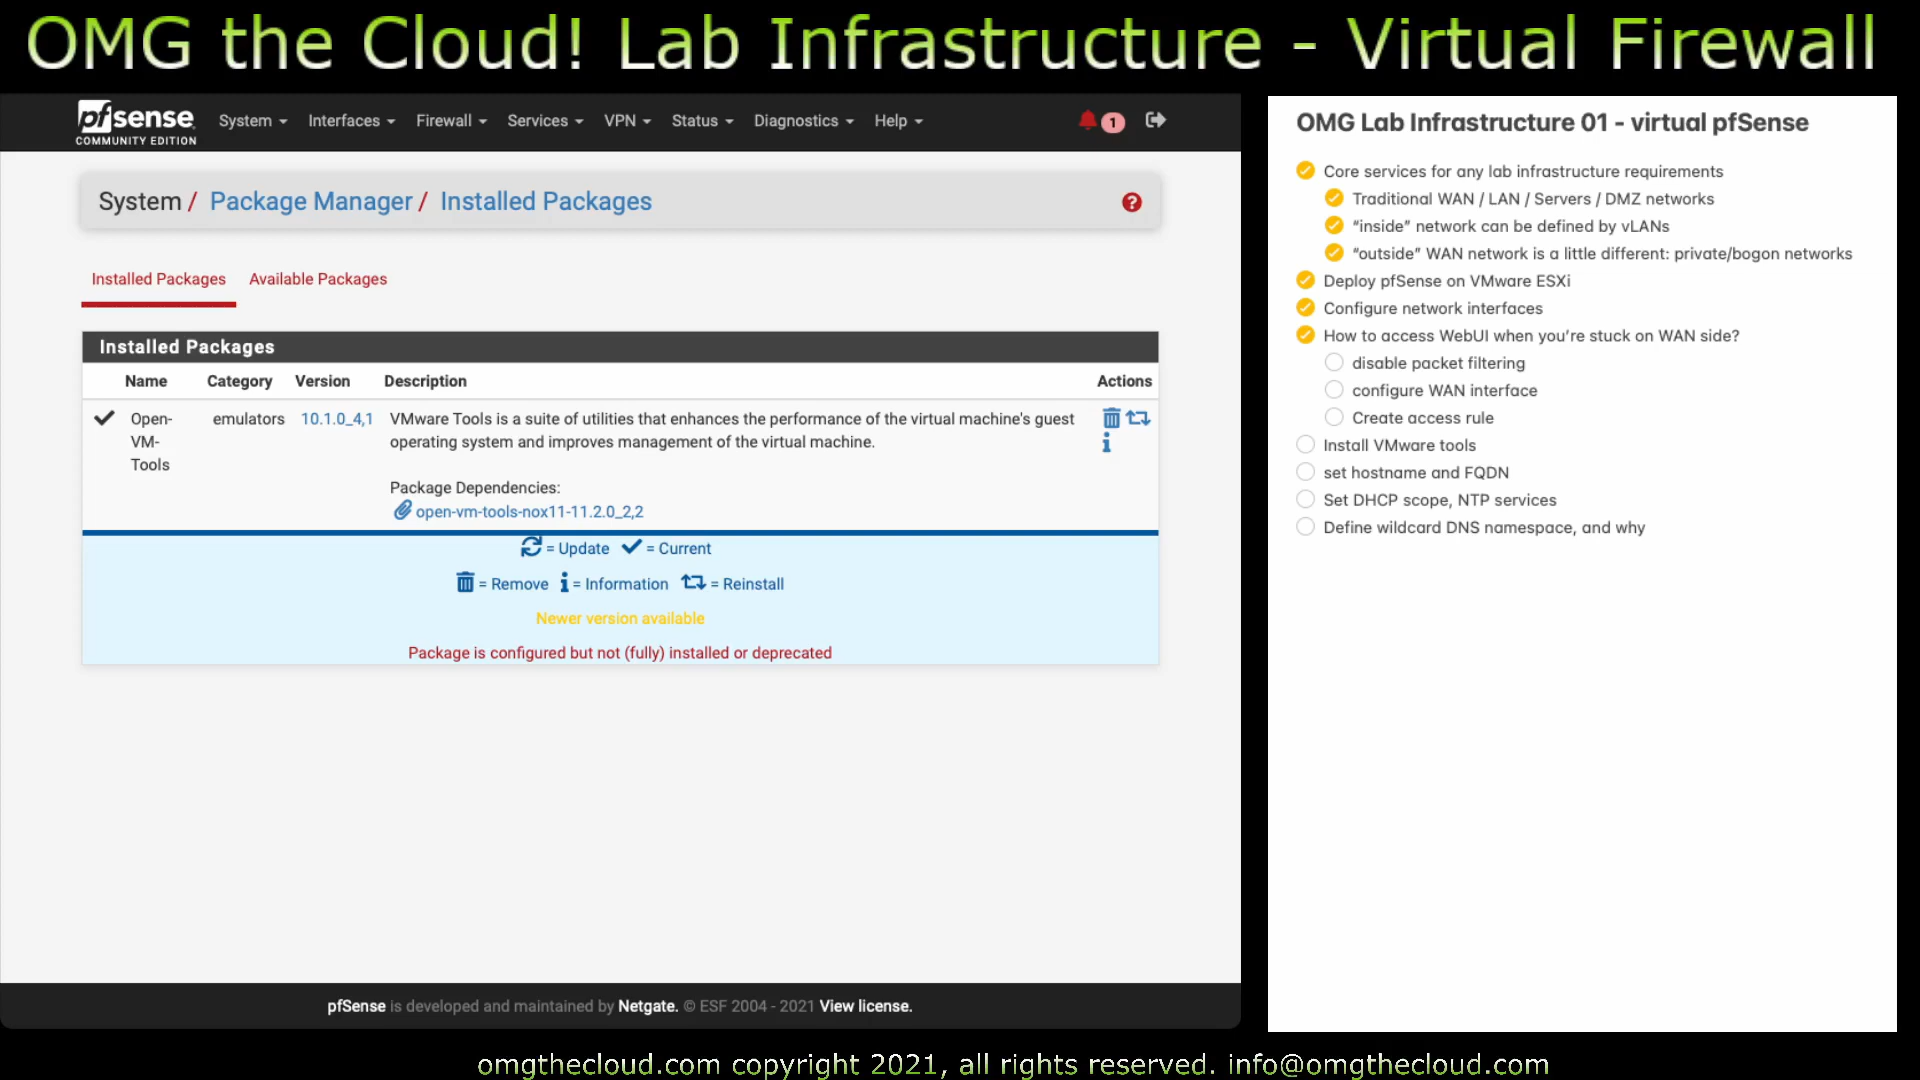 OMG the Cloud! Lab Infrastructure - Virtual Firewall
pfsense
COMMUNITY EDITION
System Interfaces Firewall Services VPN Status Diagnostics Help 1
System / Package Manager / Installed Packages
Installed Packages Available Packages
Installed Packages
Name Category Version Description Actions
Open-VM-Tools emulators 10.1.0_4,1 VMware Tools is a suite of utilities that enhances the performance of the virtual machine's guest
operating system and improves management of the virtual machine.
Package Dependencies:
open-vm-tools-nox11-11.2.0_2,2
= Update = Current
= Remove = Information = Reinstall
Newer version available
Package is configured but not (fully) installed or deprecated
pfSense is developed and maintained by Netgate. © ESF 2004 - 2021 View license.
OMG Lab Infrastructure 01 - virtual pfSense
Core services for any lab infrastructure requirements
Traditional WAN / LAN / Servers / DMZ networks
“inside” network can be defined by vLANs
“outside” WAN network is a little different: private/bogon networks
Deploy pfSense on VMware ESXi
Configure network interfaces
How to access WebUI when you’re stuck on WAN side?
disable packet filtering
configure WAN interface
Create access rule
Install VMware tools
set hostname and FQDN
Set DHCP scope, NTP services
Define wildcard DNS namespace, and why
omgthecloud.com copyright 2021, all rights reserved. info@omgthecloud.com